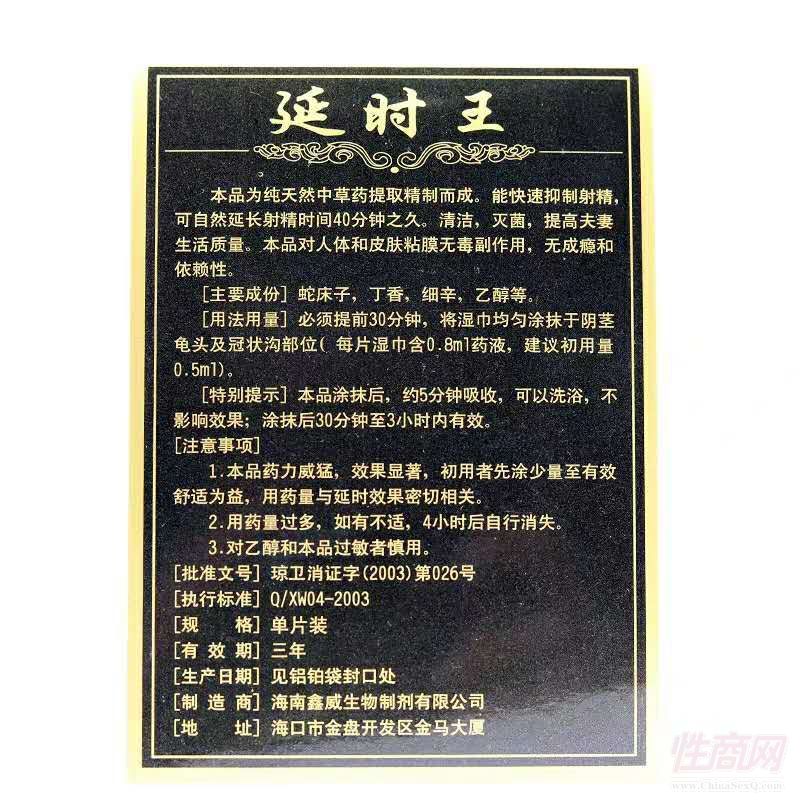 延时王
本品为纯天然中草药提取精制而成。能快速抑制射精,
可自然延长射精时间40分钟之久。清洁,灭菌,提高夫妻
生活质量。本品对人体和皮肤粘膜无毒副作用,无成瘾和
依赖性。
[主要成份] 蛇床子,丁香,细辛,乙醇等。
[用法用量] 必须提前30分钟,将湿巾均匀涂抹于阴茎
龟头及冠状沟部位( 每片湿巾含0.8ml药液,建议初用量
0.5ml)。
[特别提示] 本品涂抹后,约5分钟吸收,可以洗浴,不
影响效果;涂抹后30分钟至3小时内有效。
[注意事项]
1.本品药力威猛,效果显著,初用者先涂少量至有效
舒适为益,用药量与延时效果密切相关。
2.用药量过多,如有不适,4小时后自行消失。
3.对乙醇和本品过敏者慎用。
[批准文号] 琼卫消证字(2003)第026号
[执行标准] Q/XW04-2003
[规 格] 单片装
[有 效 期] 三年
[生产日期] 见铝铂袋封口处
[制 造 商] 海南鑫威生物制剂有限公司
[地 址] 海口市金盘开发区金马大厦
性商网
www.ChinaSexQ.com